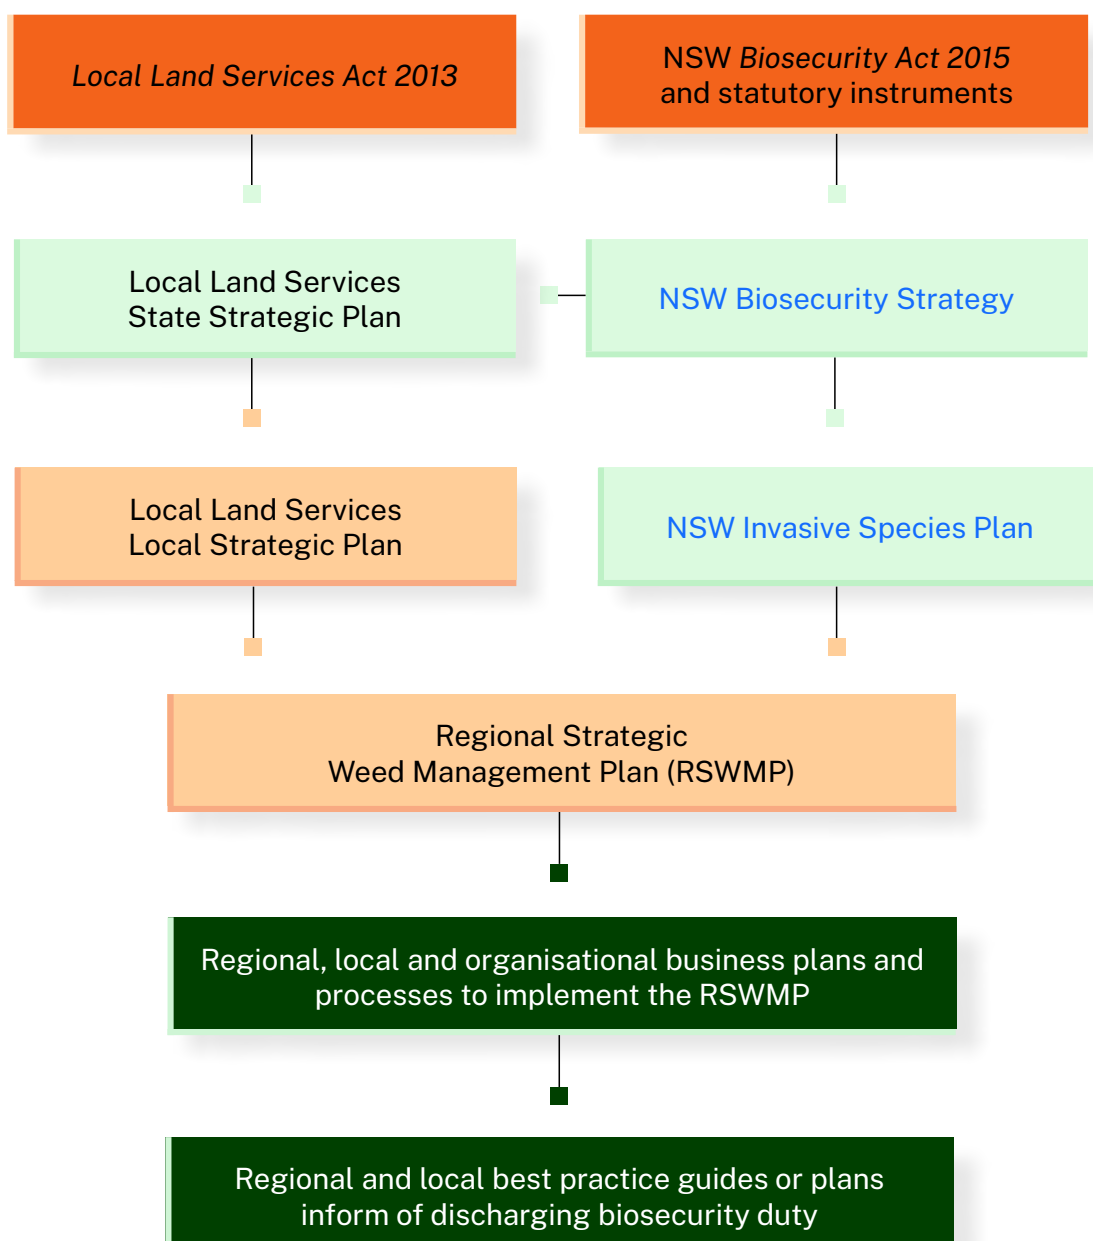 Local Land Services Act 2013
NSW Biosecurity Act 2015
and statutory instruments
Local Land Services
State Strategic Plan
NSW Biosecurity Strategy
Local Land Services
Local Strategic Plan
NSW Invasive Species Plan
Regional Strategic
Weed Management Plan (RSWMP)
Regional, local and organisational business plans and
processes to implement the RSWMP
Regional and local best practice guides or plans
inform of discharging biosecurity duty